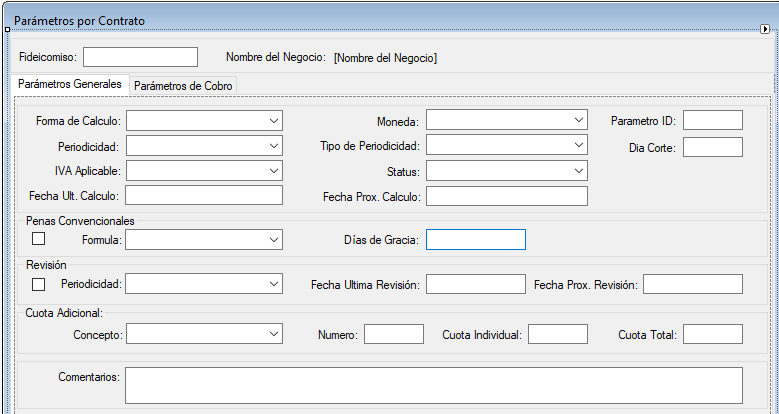 Parámetros por Contrato
Fideicomiso: Nombre del Negocio: [Nombre del Negocio]
Parámetros Generales Parámetros de Cobro
Forma de Calculo: Moneda: Parametro ID:
Periodicidad: Tipo de Periodicidad: Dia Corte:
IVA Aplicable: Status:
Fecha Ult. Calculo: Fecha Prox. Calculo:
Penas Convencionales
Formula: Días de Gracia:
Revisión
Periodicidad: Fecha Ultima Revisión: Fecha Prox. Revisión:
Cuota Adicional:
Concepto: Numero: Cuota Individual: Cuota Total:
Comentarios: